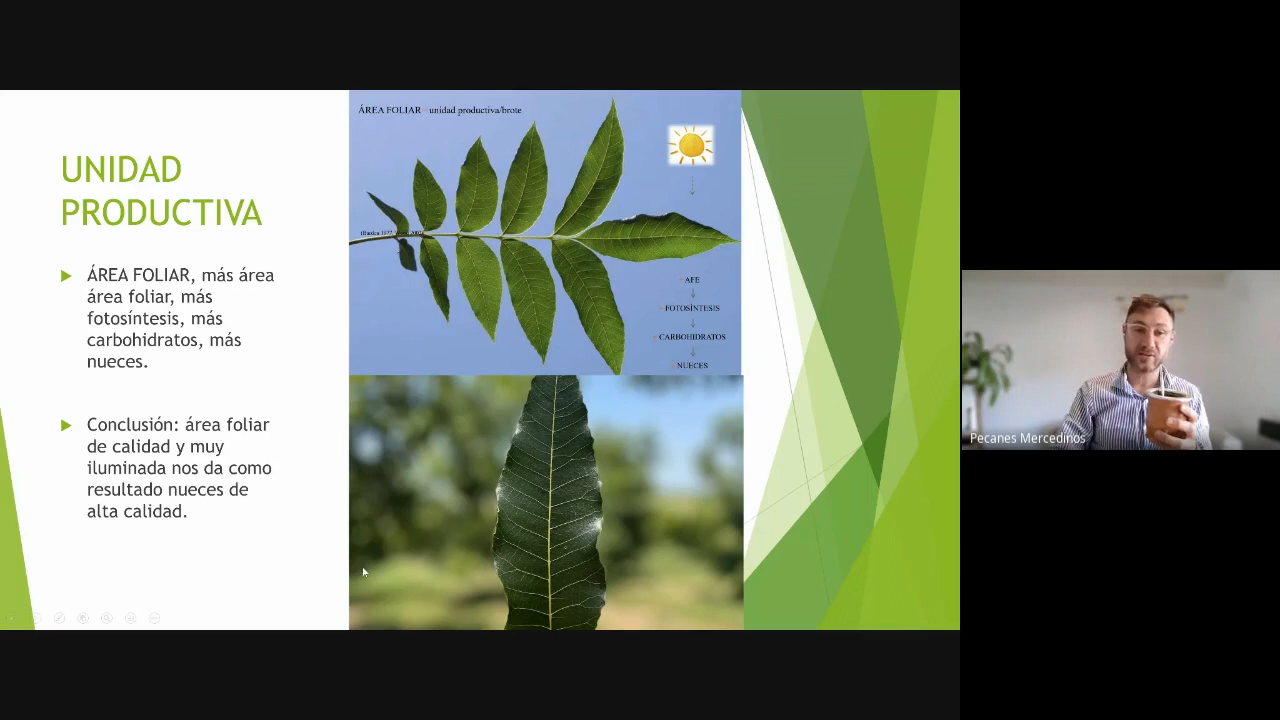 UNIDAD
PRODUCTIVA
ÁREA FOLIAR, más área
área foliar, más
fotosíntesis, más
carbohidratos, más
nueces.
Conclusión: área foliar
de calidad y muy
iluminada nos da como
resultado nueces de
alta calidad.
ÁREA FOLIAR - unidad productiva/brote
AFE
FOTOSÍNTESIS
CARBOHIDRATOS
NUECES
Pecanes Mercedinos